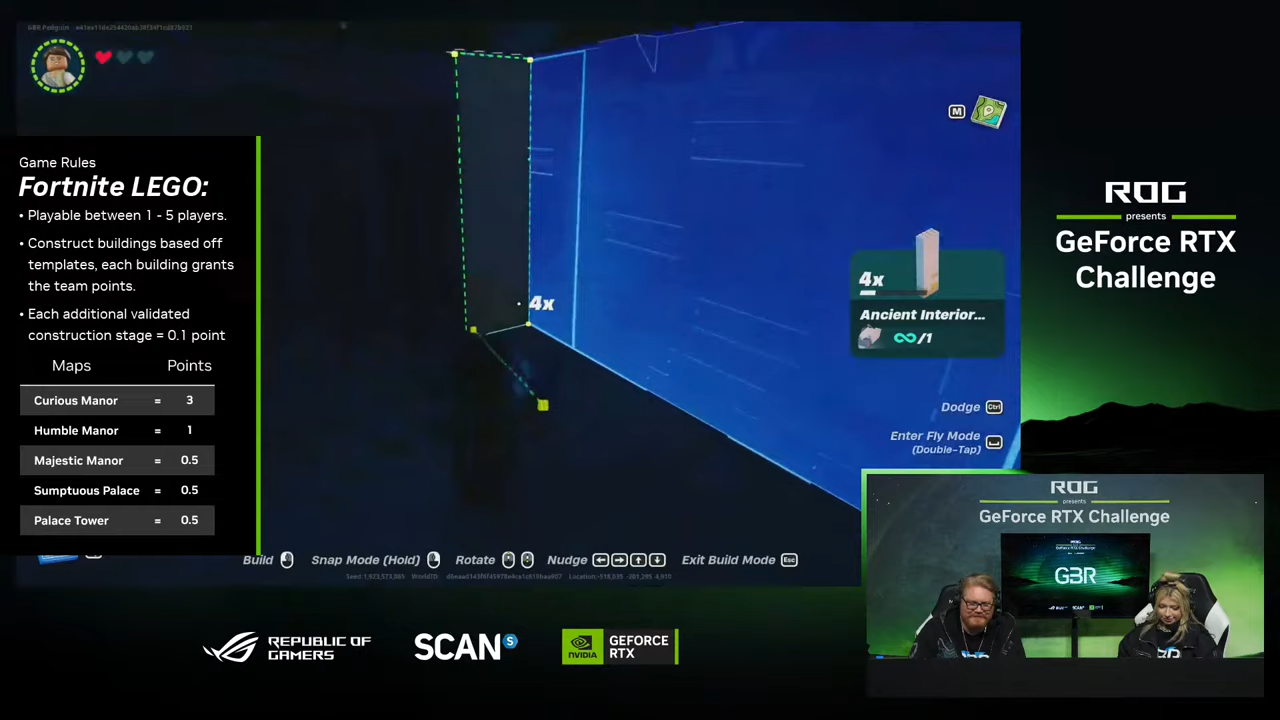 GBR Pedguin
M
Game Rules
Fortnite LEGO:
• Playable between 1 - 5 players.
• Construct buildings based off
templates, each building grants
the team points.
• Each additional validated
construction stage = 0.1 point
Maps Points
Curious Manor = 3
Humble Manor = 1
Majestic Manor = 0.5
Sumptuous Palace = 0.5
Palace Tower = 0.5
4x
4x
Ancient Interior...
∞/1
Dodge Ctrl
Enter Fly Mode
(Double-Tap)
Build Snap Mode (Hold) Rotate Nudge Exit Build Mode Esc
ROG
presents
GeForce RTX
Challenge
ROG
presents
GeForce RTX Challenge
GBR
REPUBLIC OF
GAMERS
SCAN S
NVIDIA
GEFORCE
RTX